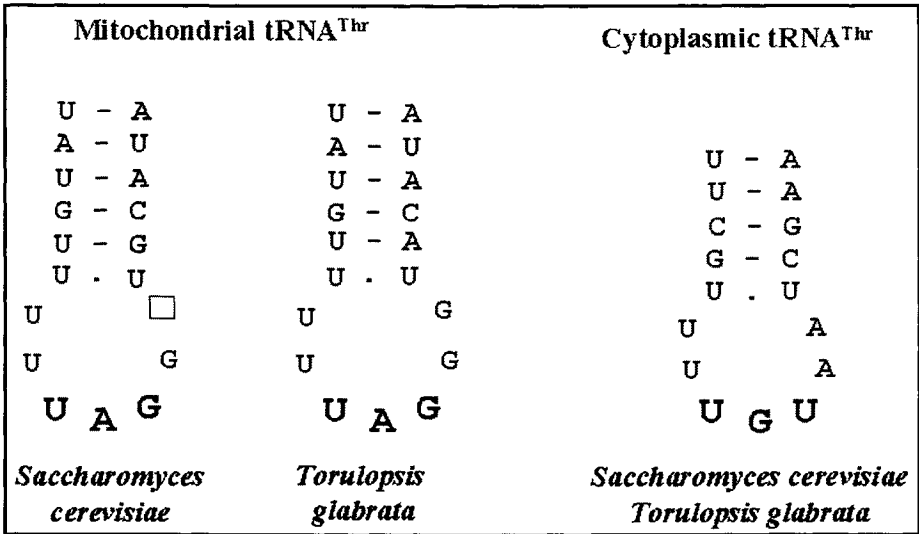 Mitochondrial tRNAThr
Cytoplasmic tRNAThr
U - A U - A
A - U A - U
U - A U - A U - A
G - C G - C U - A
U - G U - A C - G
U . U U . U G - C
U . U
U □ U G U A
U G U G U A
U A G U A G U G U
Saccharomyces Torulopsis Saccharomyces cerevisiae
cerevisiae glabrata Torulopsis glabrata